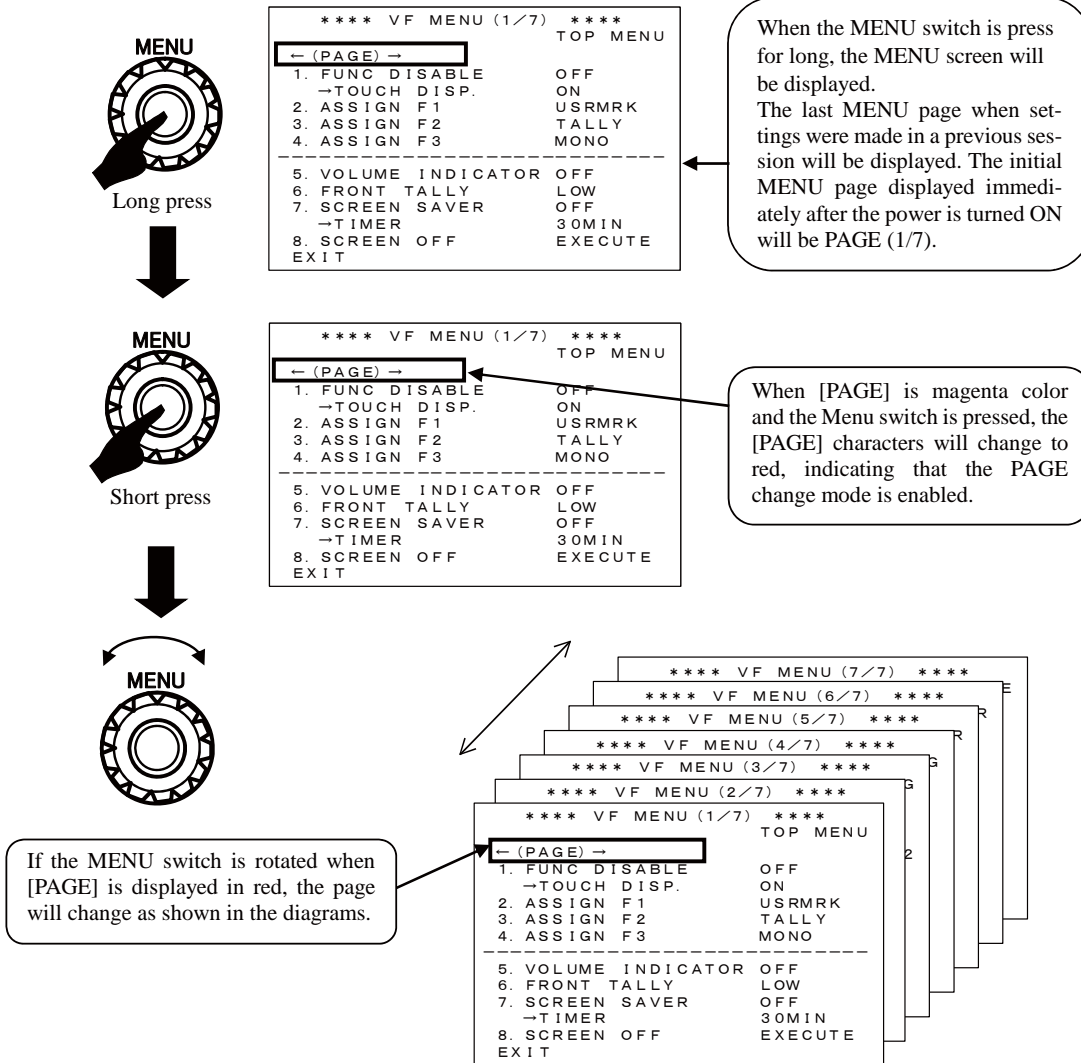 MENU
Long press
**** VF MENU(1/7) ****
TOP MENU
←(PAGE)→
1. FUNC DISABLE OFF
→TOUCH DISP. ON
2. ASSIGN F1 USRMRK
3. ASSIGN F2 TALLY
4. ASSIGN F3 MONO
5. VOLUME INDICATOR OFF
6. FRONT TALLY LOW
7. SCREEN SAVER OFF
→TIMER 30MIN
8. SCREEN OFF EXECUTE
EXIT
When the MENU switch is press
for long, the MENU screen will
be displayed.
The last MENU page when set-
tings were made in a previous ses-
sion will be displayed. The initial
MENU page displayed immedi-
ately after the power is turned ON
will be PAGE (1/7).
MENU
Short press
**** VF MENU(1/7) ****
TOP MENU
←(PAGE)→
1. FUNC DISABLE OFF
→TOUCH DISP. ON
2. ASSIGN F1 USRMRK
3. ASSIGN F2 TALLY
4. ASSIGN F3 MONO
5. VOLUME INDICATOR OFF
6. FRONT TALLY LOW
7. SCREEN SAVER OFF
→TIMER 30MIN
8. SCREEN OFF EXECUTE
EXIT
When [PAGE] is magenta color
and the Menu switch is pressed, the
[PAGE] characters will change to
red, indicating that the PAGE
change mode is enabled.
MENU
If the MENU switch is rotated when
[PAGE] is displayed in red, the page
will change as shown in the diagrams.
**** VF MENU(7/7) ****
E
**** VF MENU(6/7) ****
R
**** VF MENU(5/7) ****
R
**** VF MENU(4/7) ****
G
**** VF MENU(3/7) ****
G
**** VF MENU(2/7) ****
2
**** VF MENU(1/7) ****
TOP MENU
←(PAGE)→
1. FUNC DISABLE OFF
→TOUCH DISP. ON
2. ASSIGN F1 USRMRK
3. ASSIGN F2 TALLY
4. ASSIGN F3 MONO
5. VOLUME INDICATOR OFF
6. FRONT TALLY LOW
7. SCREEN SAVER OFF
→TIMER 30MIN
8. SCREEN OFF EXECUTE
EXIT